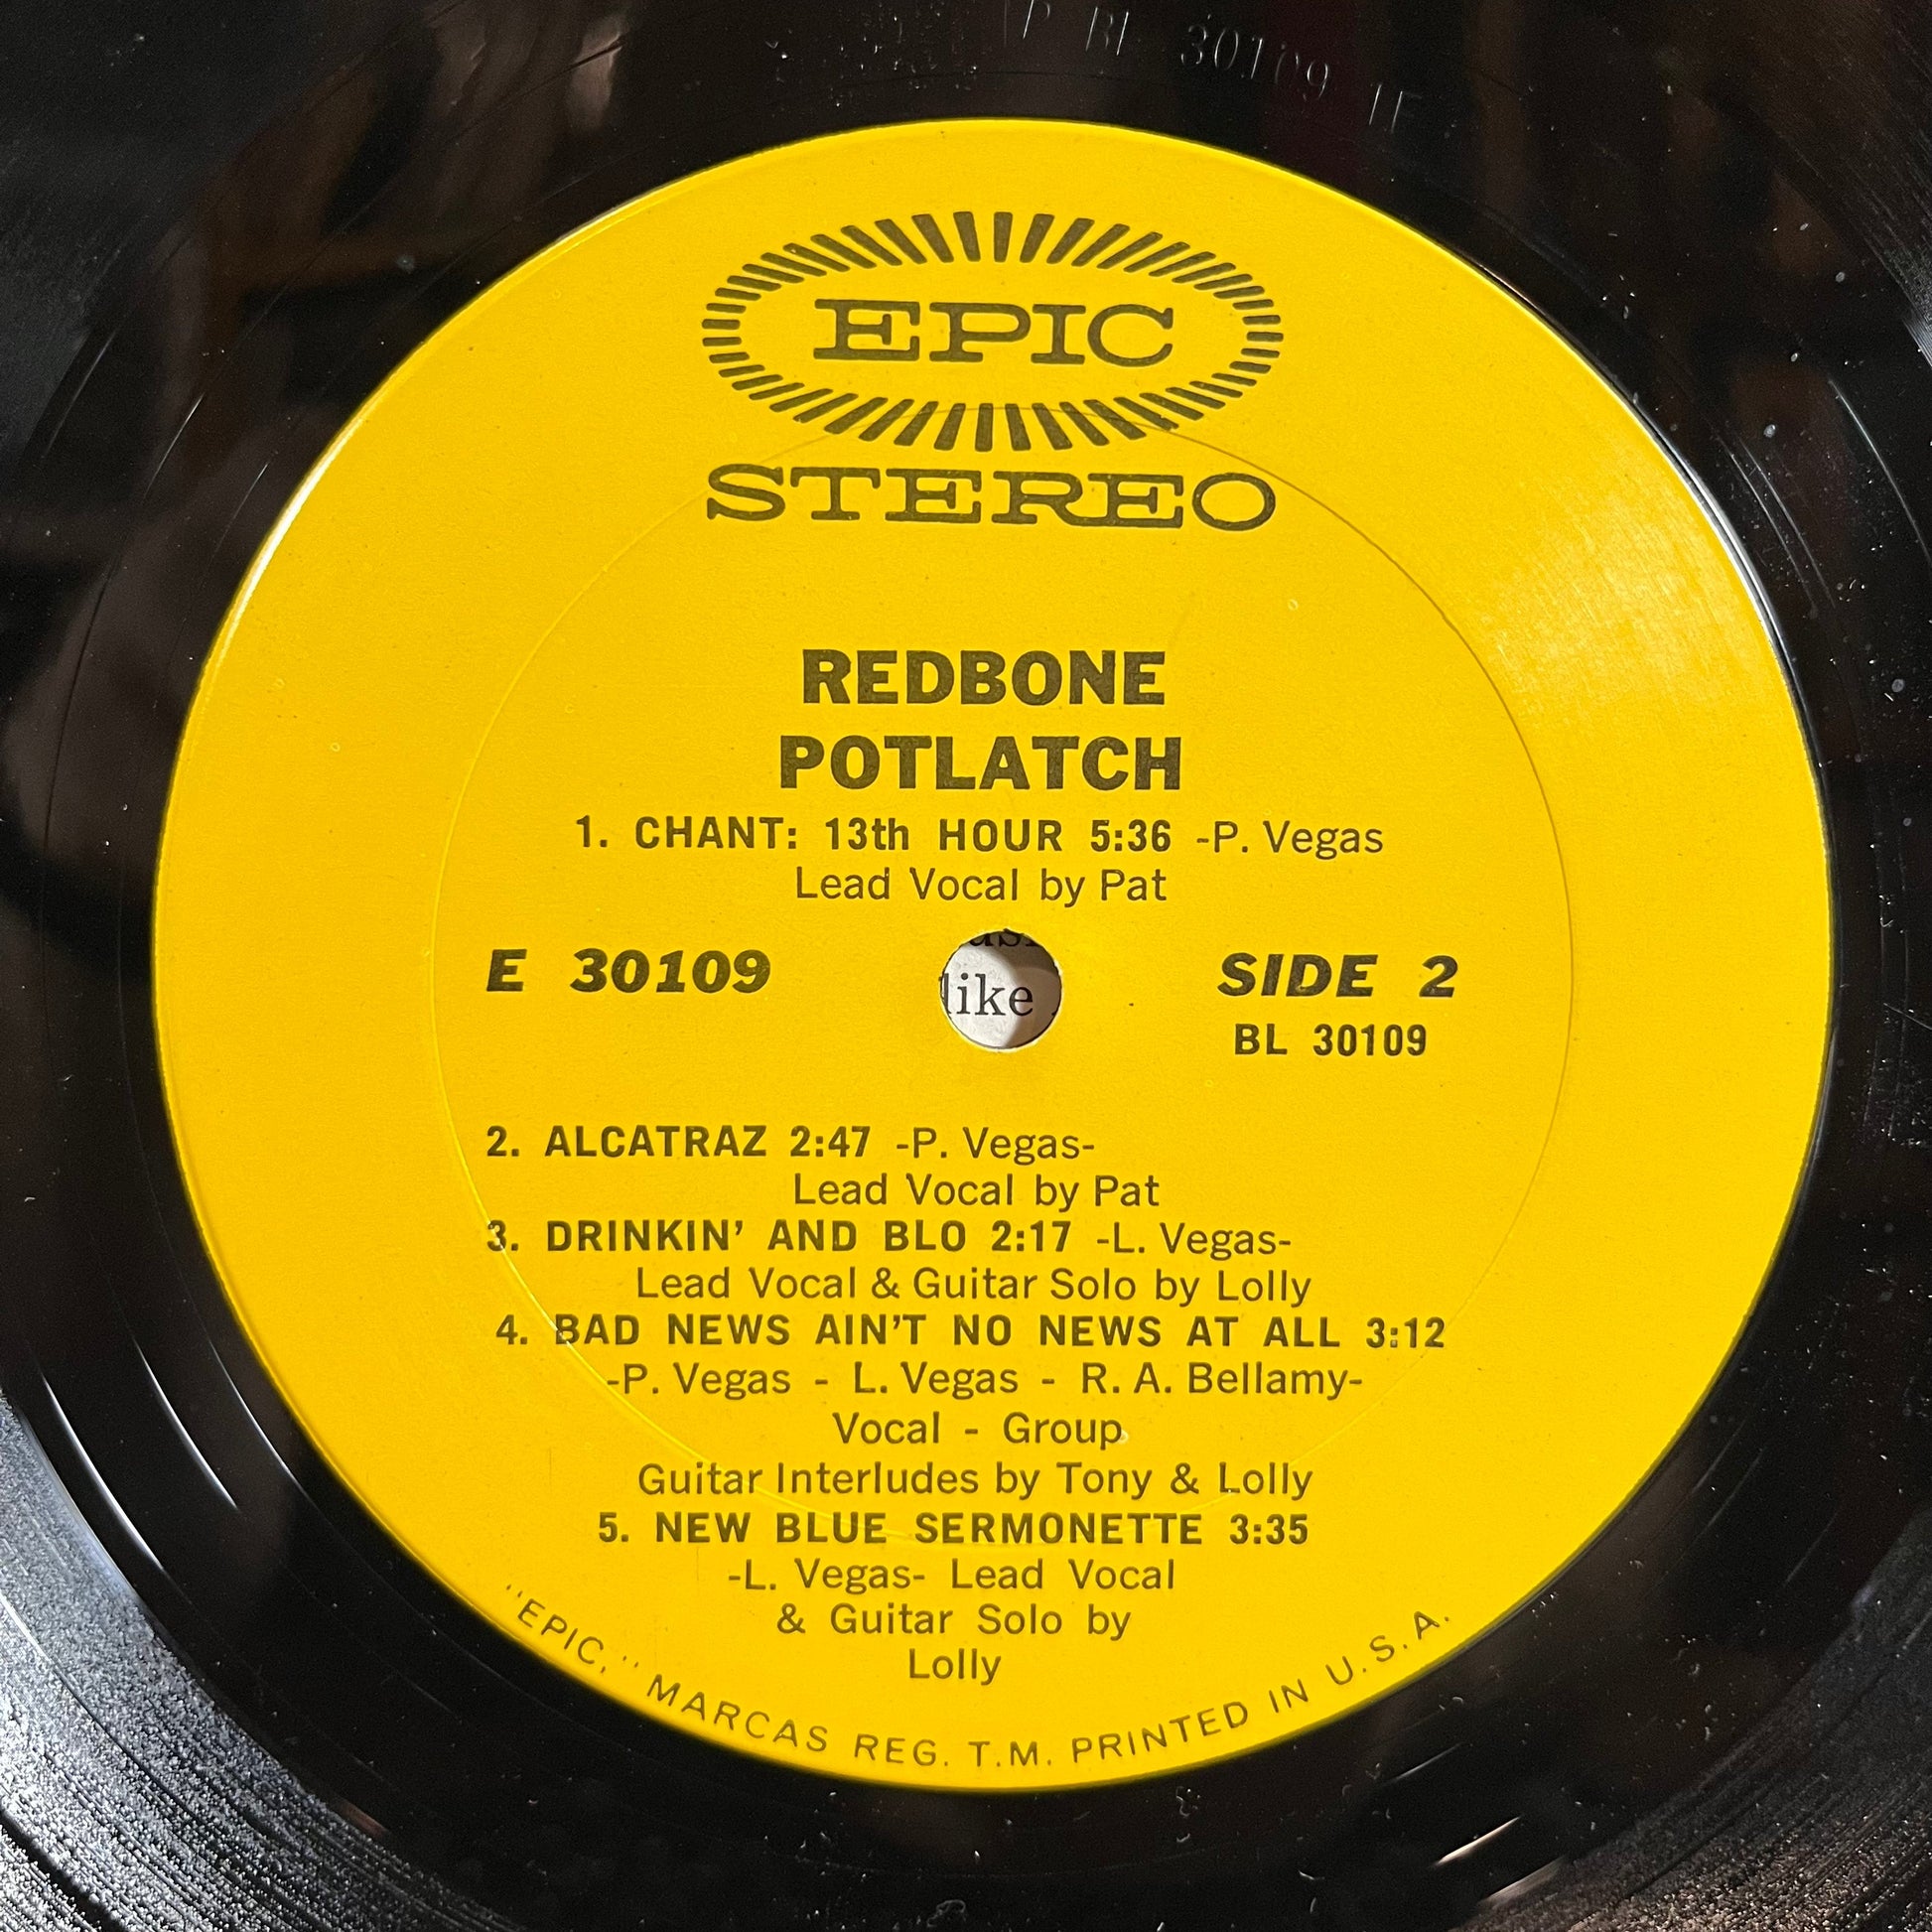 BL 30109 1F
EPIC
STEREO
REDBONE
POTLATCH
1. CHANT: 13th HOUR 5:36 -P. Vegas
Lead Vocal by Pat
E 30109
like
SIDE 2
BL 30109
2. ALCATRAZ 2:47 -P. Vegas-
Lead Vocal by Pat
3. DRINKIN' AND BLO 2:17 -L. Vegas-
Lead Vocal & Guitar Solo by Lolly
4. BAD NEWS AIN'T NO NEWS AT ALL 3:12
-P. Vegas - L. Vegas - R. A. Bellamy-
Vocal - Group
Guitar Interludes by Tony & Lolly
5. NEW BLUE SERMONETTE 3:35
-L. Vegas- Lead Vocal
& Guitar Solo by
Lolly
"EPIC," MARCAS REG. T.M. PRINTED IN U.S.A.